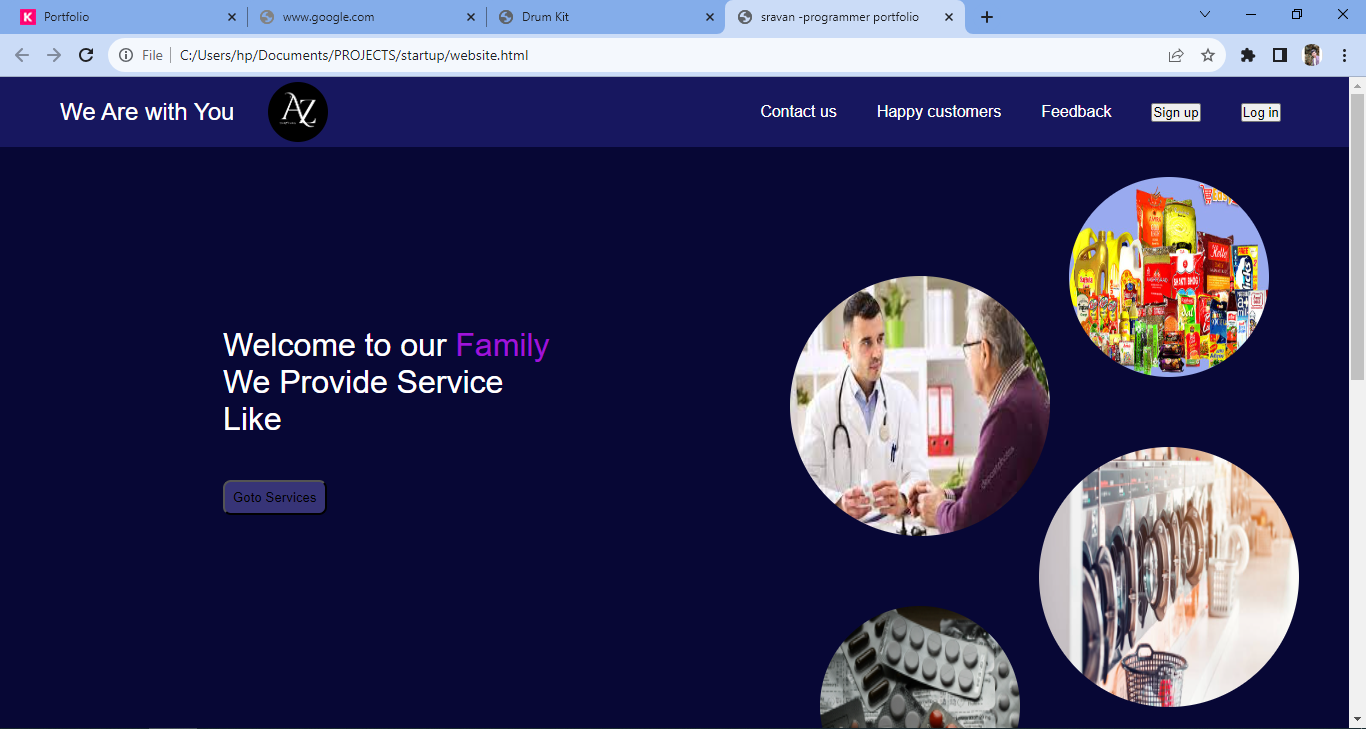 Portfolio
www.google.com
Drum Kit
sravan -programmer portfolio
File
C:/Users/hp/Documents/PROJECTS/startup/website.html
We Are with You
AZ
Contact us
Happy customers
Feedback
Sign up
Log in
Welcome to our Family
We Provide Service
Like
Goto Services
depositphotos